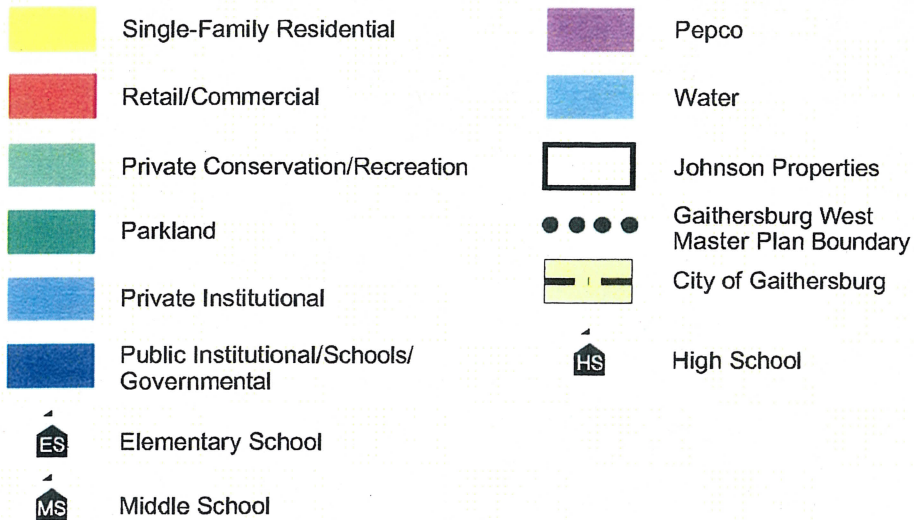 Single-Family Residential
Retail/Commercial
Private Conservation/Recreation
Parkland
Private Institutional
Public Institutional/Schools/
Governmental
ES Elementary School
MS Middle School
Pepco
Water
Johnson Properties
Gaithersburg West
Master Plan Boundary
City of Gaithersburg
HS High School